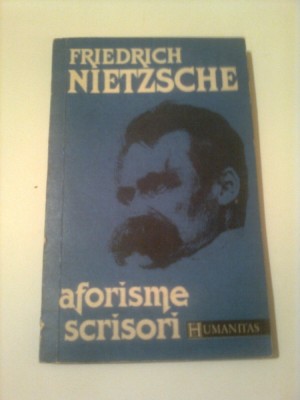 FRIEDRICH
NIETZSCHE
aforisme
scrisori
HUMANITAS